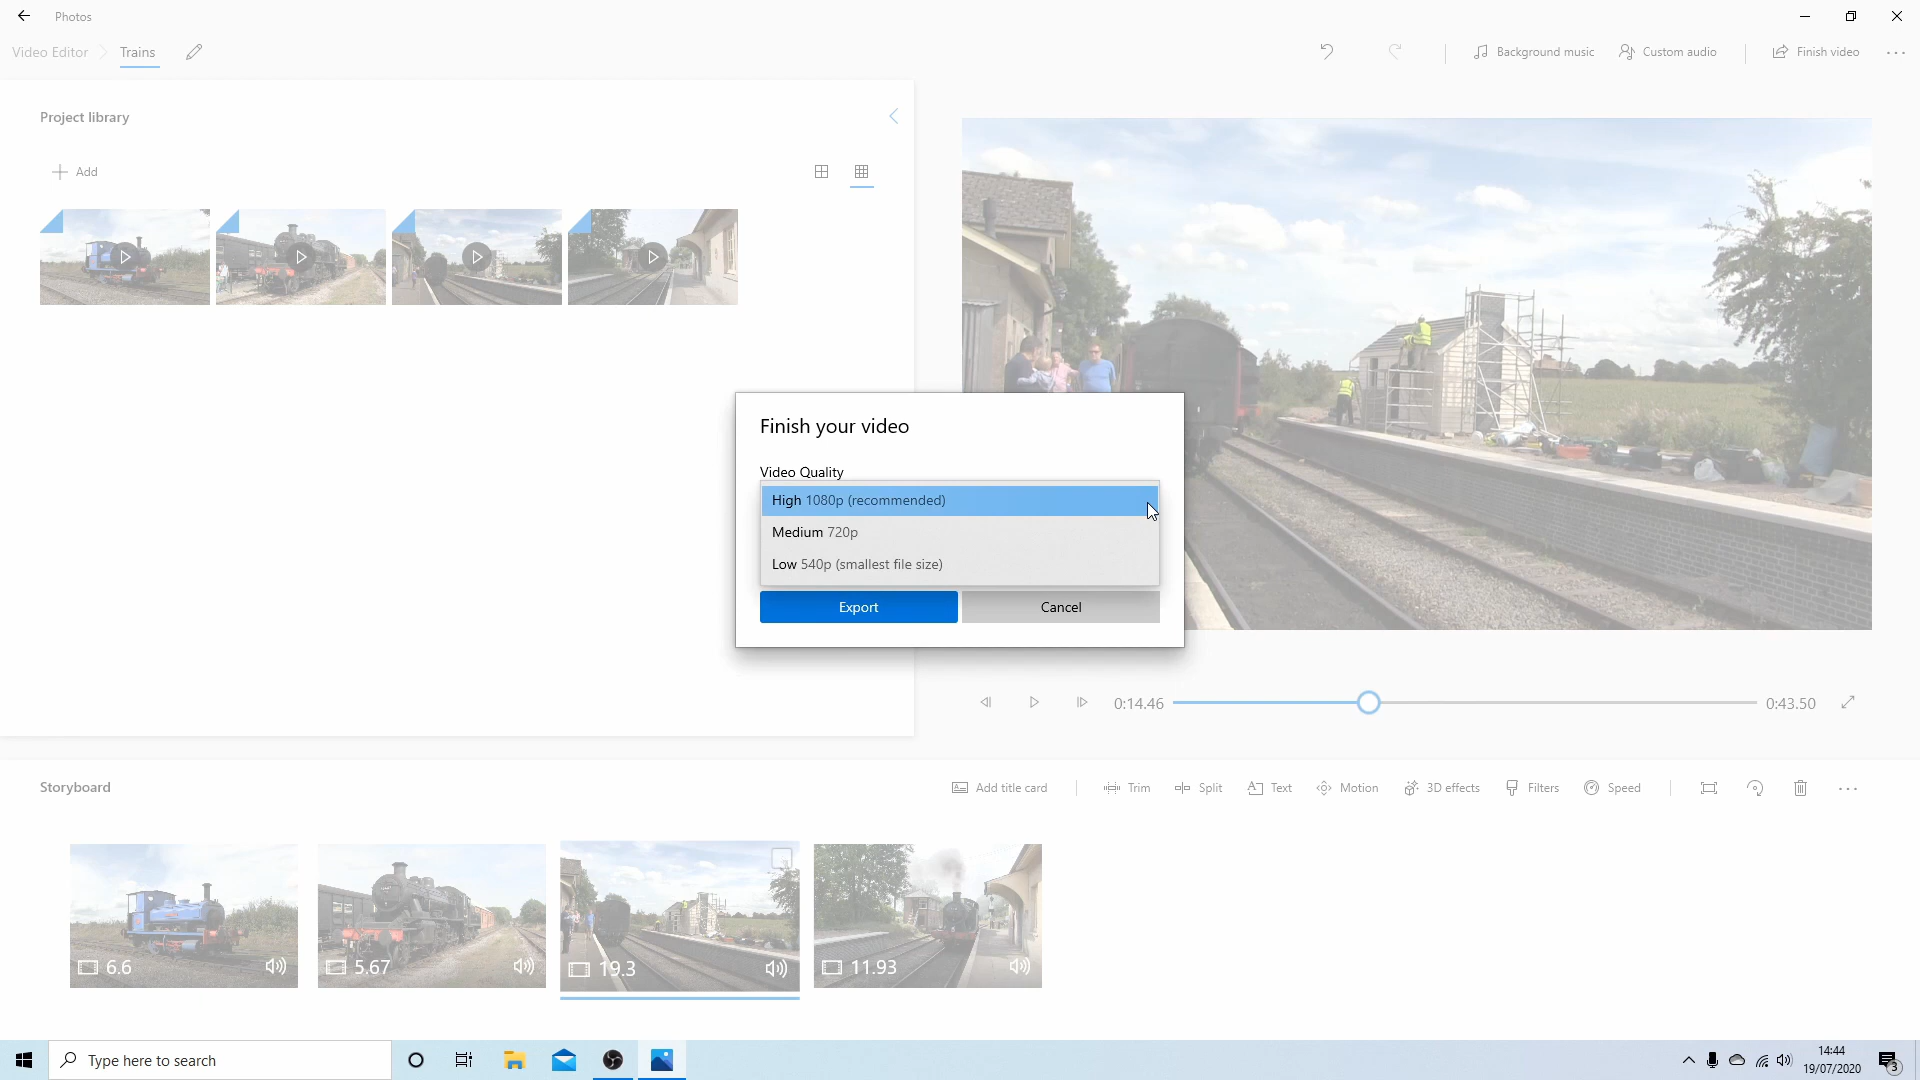 Photos
Video Editor
Trains
Background music
Custom audio
Finish video
Project library
Add
Finish your video
Video Quality
High 1080p (recommended)
Medium 720p
Low 540p (smallest file size)
Export
Cancel
0:14.46
0:43.50
Storyboard
Add title card
Trim
Split
Text
Motion
3D effects
Filters
Speed
6.6
5.67
19.3
11.93
Type here to search
14:44
19/07/2020
3